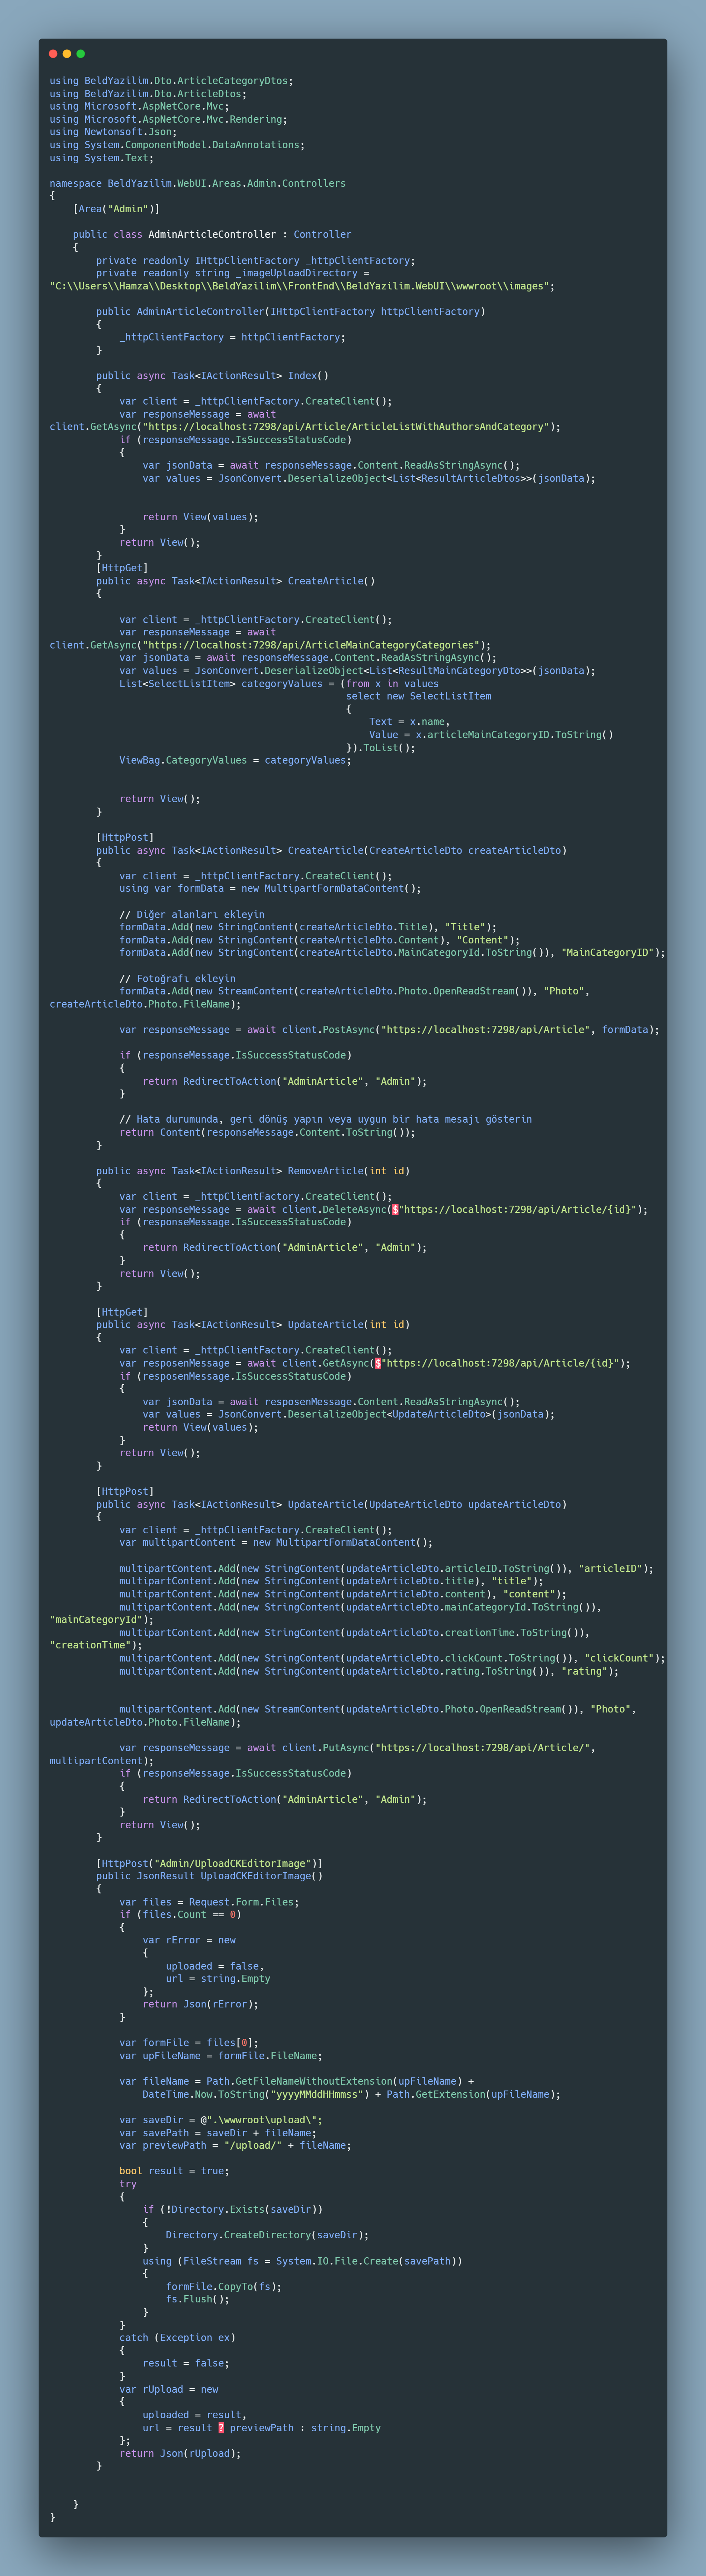 using BeldYazilim.Dto.ArticleCategoryDtos;
using BeldYazilim.Dto.ArticleDtos;
using Microsoft.AspNetCore.Mvc;
using Microsoft.AspNetCore.Mvc.Rendering;
using Newtonsoft.Json;
using System.ComponentModel.DataAnnotations;
using System.Text;

namespace BeldYazilim.WebUI.Areas.Admin.Controllers
{
    [Area("Admin")]

    public class AdminArticleController : Controller
    {
        private readonly IHttpClientFactory _httpClientFactory;
        private readonly string _imageUploadDirectory =
"C:\\Users\\Hamza\\Desktop\\BeldYazilim\\FrontEnd\\BeldYazilim.WebUI\\wwwroot\\images";

        public AdminArticleController(IHttpClientFactory httpClientFactory)
        {
            _httpClientFactory = httpClientFactory;
        }

        public async Task<IActionResult> Index()
        {
            var client = _httpClientFactory.CreateClient();
            var responseMessage = await
client.GetAsync("https://localhost:7298/api/Article/ArticleListWithAuthorsAndCategory");
            if (responseMessage.IsSuccessStatusCode)
            {
                var jsonData = await responseMessage.Content.ReadAsStringAsync();
                var values = JsonConvert.DeserializeObject<List<ResultArticleDtos>>(jsonData);


                return View(values);
            }
            return View();
        }
        [HttpGet]
        public async Task<IActionResult> CreateArticle()
        {

            var client = _httpClientFactory.CreateClient();
            var responseMessage = await
client.GetAsync("https://localhost:7298/api/ArticleMainCategoryCategories");
            var jsonData = await responseMessage.Content.ReadAsStringAsync();
            var values = JsonConvert.DeserializeObject<List<ResultMainCategoryDto>>(jsonData);
            List<SelectListItem> categoryValues = (from x in values
                                                   select new SelectListItem
                                                   {
                                                       Text = x.name,
                                                       Value = x.articleMainCategoryID.ToString()
                                                   }).ToList();
            ViewBag.CategoryValues = categoryValues;


            return View();
        }

        [HttpPost]
        public async Task<IActionResult> CreateArticle(CreateArticleDto createArticleDto)
        {
            var client = _httpClientFactory.CreateClient();
            using var formData = new MultipartFormDataContent();

            // Diğer alanları ekleyin
            formData.Add(new StringContent(createArticleDto.Title), "Title");
            formData.Add(new StringContent(createArticleDto.Content), "Content");
            formData.Add(new StringContent(createArticleDto.MainCategoryId.ToString()), "MainCategoryID");

            // Fotoğrafı ekleyin
            formData.Add(new StreamContent(createArticleDto.Photo.OpenReadStream()), "Photo",
createArticleDto.Photo.FileName);

            var responseMessage = await client.PostAsync("https://localhost:7298/api/Article", formData);

            if (responseMessage.IsSuccessStatusCode)
            {
                return RedirectToAction("AdminArticle", "Admin");
            }

            // Hata durumunda, geri dönüş yapın veya uygun bir hata mesajı gösterin
            return Content(responseMessage.Content.ToString());
        }

        public async Task<IActionResult> RemoveArticle(int id)
        {
            var client = _httpClientFactory.CreateClient();
            var responseMessage = await client.DeleteAsync($"https://localhost:7298/api/Article/{id}");
            if (responseMessage.IsSuccessStatusCode)
            {
                return RedirectToAction("AdminArticle", "Admin");
            }
            return View();
        }

        [HttpGet]
        public async Task<IActionResult> UpdateArticle(int id)
        {
            var client = _httpClientFactory.CreateClient();
            var resposenMessage = await client.GetAsync($"https://localhost:7298/api/Article/{id}");
            if (resposenMessage.IsSuccessStatusCode)
            {
                var jsonData = await resposenMessage.Content.ReadAsStringAsync();
                var values = JsonConvert.DeserializeObject<UpdateArticleDto>(jsonData);
                return View(values);
            }
            return View();
        }

        [HttpPost]
        public async Task<IActionResult> UpdateArticle(UpdateArticleDto updateArticleDto)
        {
            var client = _httpClientFactory.CreateClient();
            var multipartContent = new MultipartFormDataContent();

            multipartContent.Add(new StringContent(updateArticleDto.articleID.ToString()), "articleID");
            multipartContent.Add(new StringContent(updateArticleDto.title), "title");
            multipartContent.Add(new StringContent(updateArticleDto.content), "content");
            multipartContent.Add(new StringContent(updateArticleDto.mainCategoryId.ToString()),
"mainCategoryId");
            multipartContent.Add(new StringContent(updateArticleDto.creationTime.ToString()),
"creationTime");
            multipartContent.Add(new StringContent(updateArticleDto.clickCount.ToString()), "clickCount");
            multipartContent.Add(new StringContent(updateArticleDto.rating.ToString()), "rating");


            multipartContent.Add(new StreamContent(updateArticleDto.Photo.OpenReadStream()), "Photo",
updateArticleDto.Photo.FileName);

            var responseMessage = await client.PutAsync("https://localhost:7298/api/Article/",
multipartContent);
            if (responseMessage.IsSuccessStatusCode)
            {
                return RedirectToAction("AdminArticle", "Admin");
            }
            return View();
        }

        [HttpPost("Admin/UploadCKEditorImage")]
        public JsonResult UploadCKEditorImage()
        {
            var files = Request.Form.Files;
            if (files.Count == 0)
            {
                var rError = new
                {
                    uploaded = false,
                    url = string.Empty
                };
                return Json(rError);
            }

            var formFile = files[0];
            var upFileName = formFile.FileName;

            var fileName = Path.GetFileNameWithoutExtension(upFileName) +
                DateTime.Now.ToString("yyyyMMddHHmmss") + Path.GetExtension(upFileName);

            var saveDir = @".\wwwroot\upload\";
            var savePath = saveDir + fileName;
            var previewPath = "/upload/" + fileName;

            bool result = true;
            try
            {
                if (!Directory.Exists(saveDir))
                {
                    Directory.CreateDirectory(saveDir);
                }
                using (FileStream fs = System.IO.File.Create(savePath))
                {
                    formFile.CopyTo(fs);
                    fs.Flush();
                }
            }
            catch (Exception ex)
            {
                result = false;
            }
            var rUpload = new
            {
                uploaded = result,
                url = result ? previewPath : string.Empty
            };
            return Json(rUpload);
        }


    }
}